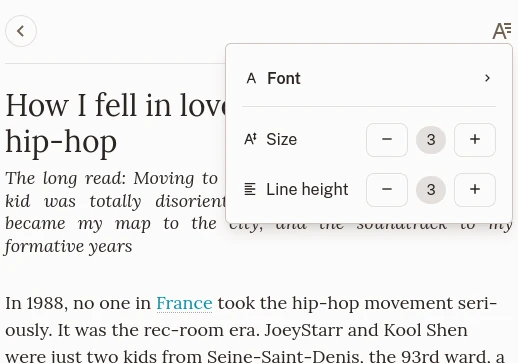 A
A Font
How I fell in love
hip-hop
A Size - 3 +
Line height - 3 +
The long read: Moving to
kid was totally disorient
became my map to the city, and the soundtrack to my
formative years
In 1988, no one in France took the hip-hop movement seri-
ously. It was the rec-room era. JoeyStarr and Kool Shen
were just two kids from Seine-Saint-Denis, the 93rd ward, a